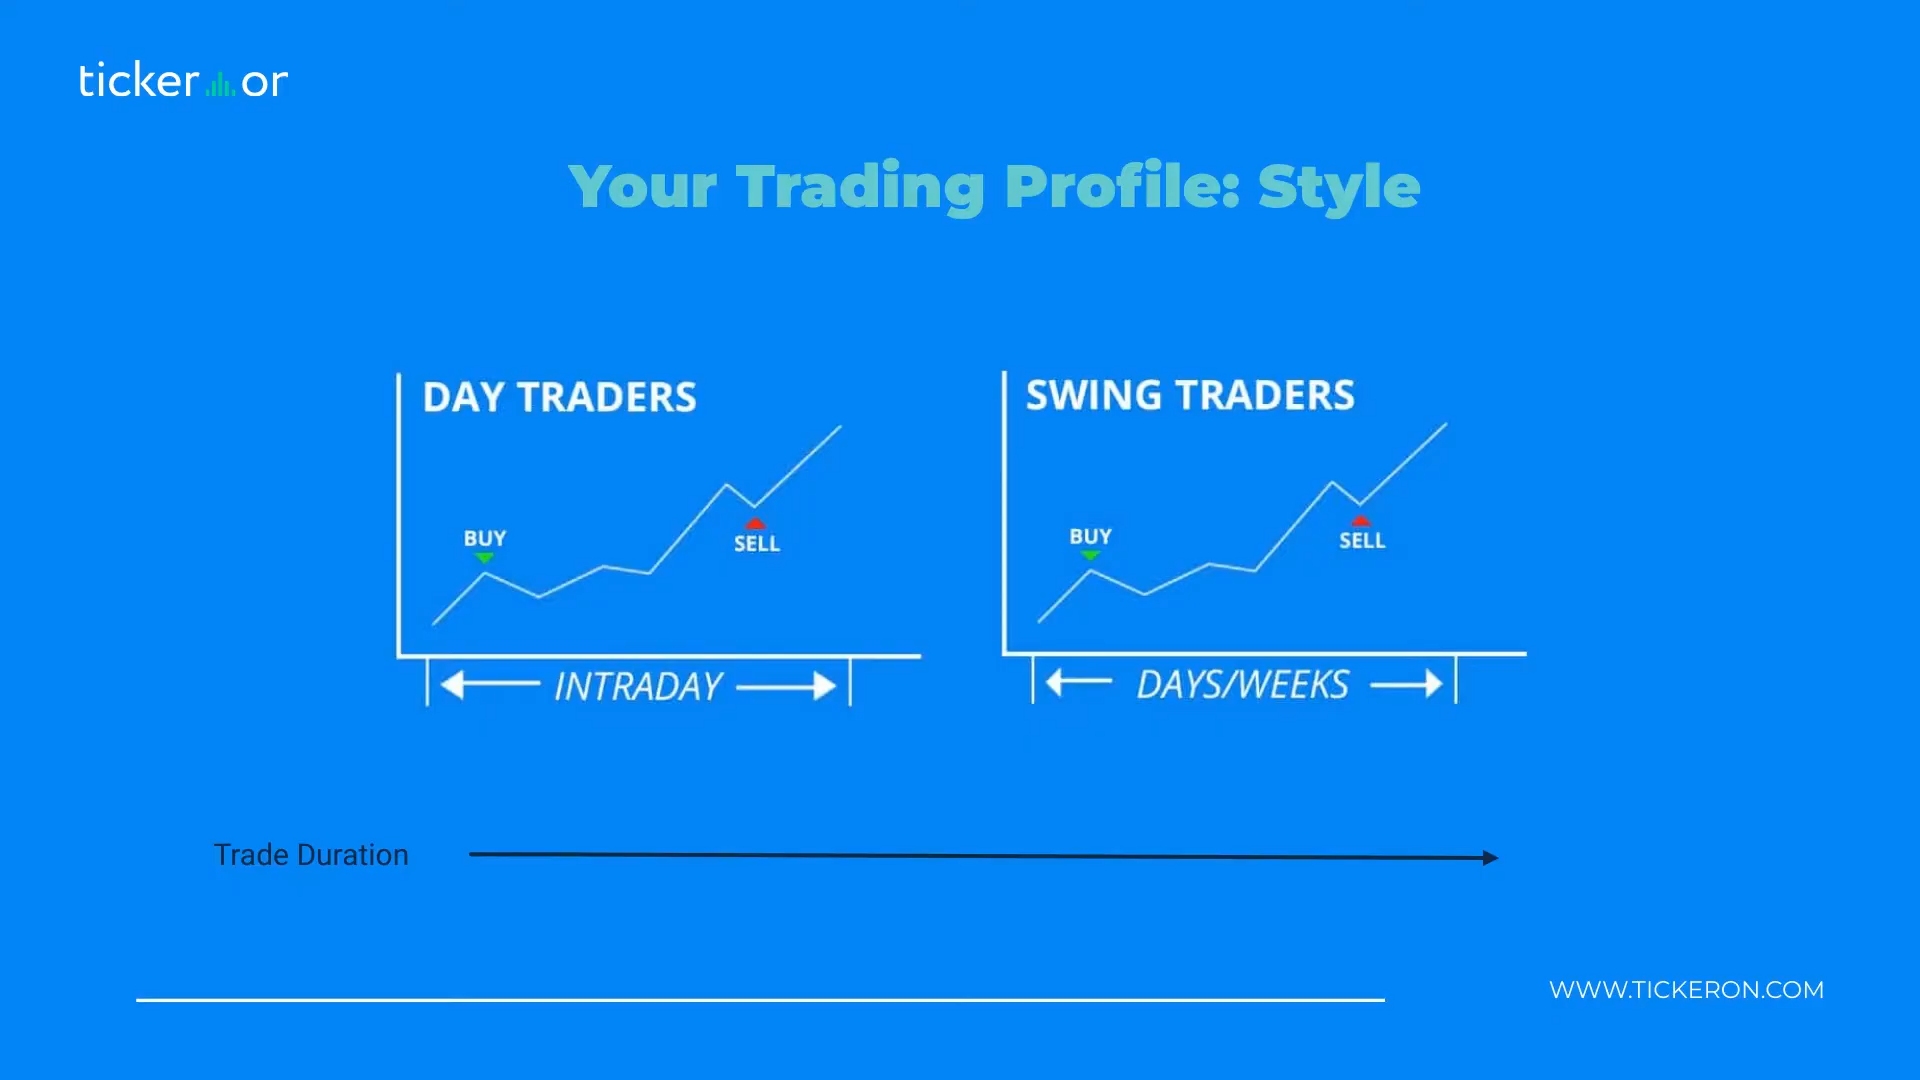 ticker or
Your Trading Profile: Style
DAY TRADERS
BUY
SELL
INTRADAY
SWING TRADERS
BUY
SELL
DAYS/WEEKS
Trade Duration
WWW.TICKERON.COM